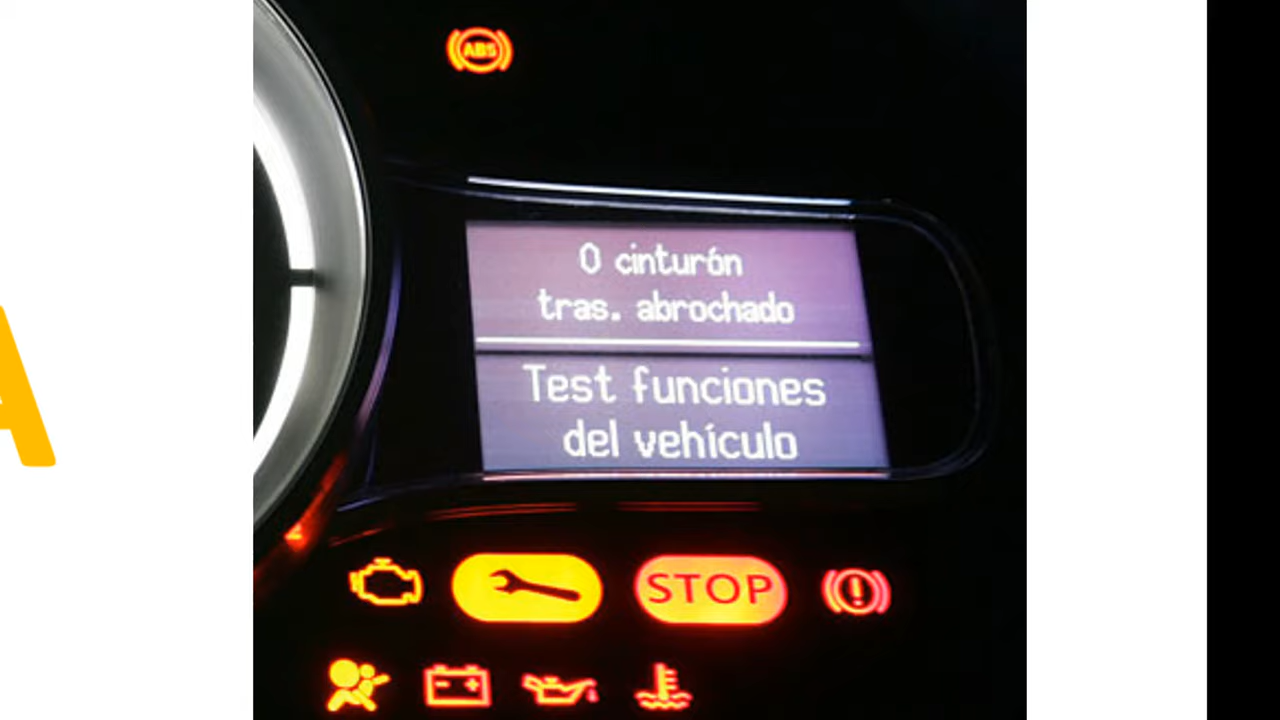 ABS
0 cinturón
tras. abrochado
Test funciones
del vehículo
STOP
A